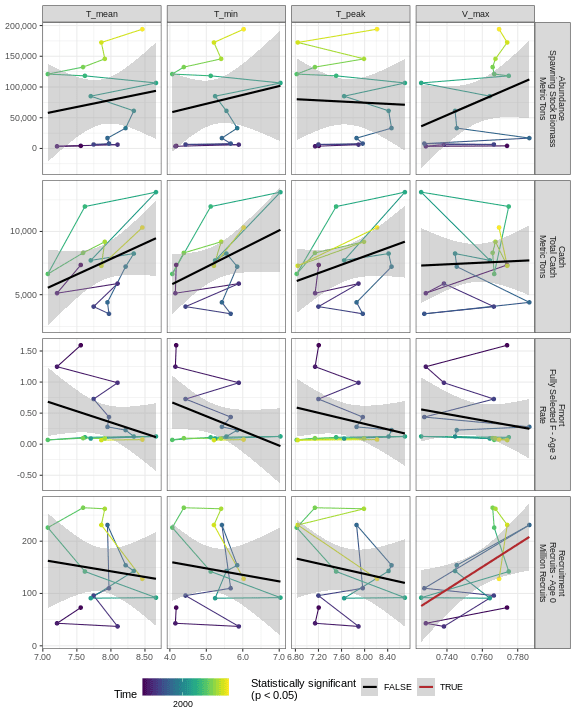 T_mean T_min T_peak V_max
200,000
150,000
100,000
50,000
0
Abundance
Spawning Stock Biomass
Metric Tons
10,000
5,000
Catch
Total Catch
Metric Tons
1.50
1.00
0.50
0.00
-0.50
Fmort
Fully Selected F - Age 3
Rate
200
100
0
Recruitment
Recruits - Age 0
Million Recruits
7.00 7.50 8.00 8.50 4.0 5.0 6.0 7.0 6.80 7.20 7.60 8.00 8.40 0.740 0.760 0.780
Time
2000
Statistically significant
(p < 0.05)
FALSE TRUE